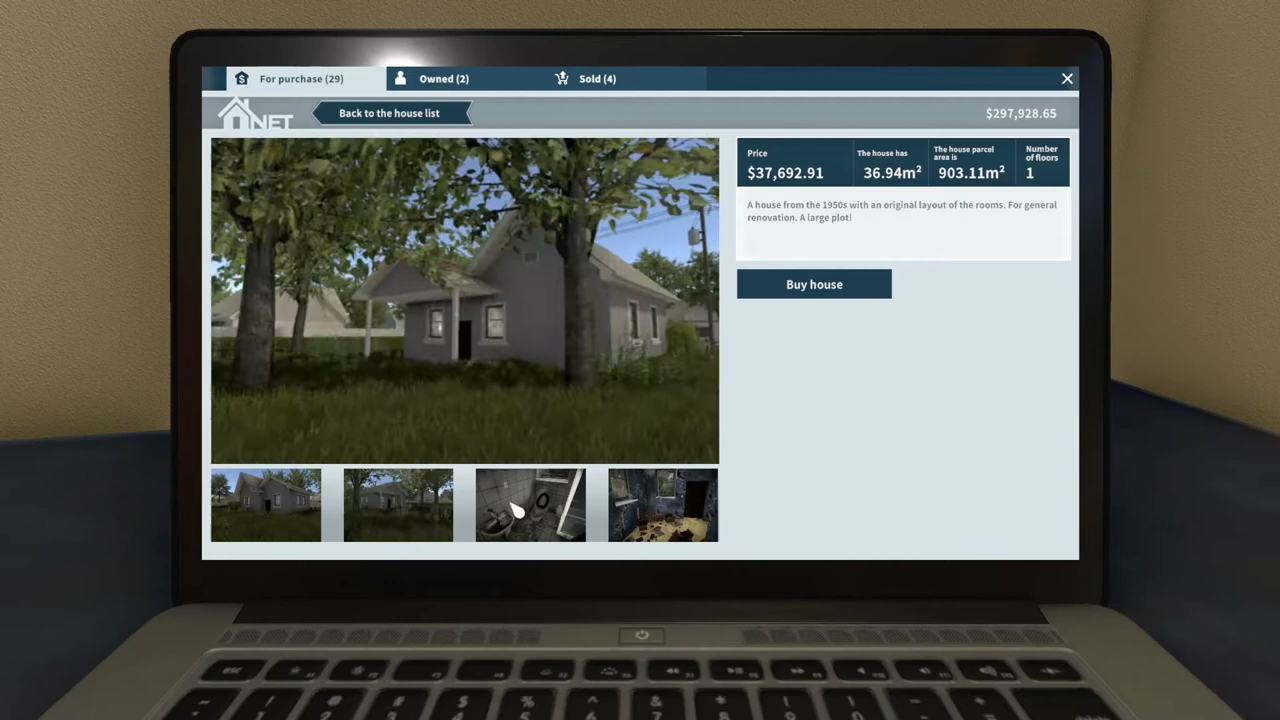 For purchase (29)
Owned (2)
Sold (4)
NET
Back to the house list
$297,928.65
Price
$37,692.91
The house has
36.94m²
The house parcel
area is
903.11m²
Number
of floors
1
A house from the 1950s with an original layout of the rooms. For general
renovation. A large plot!
Buy house
esc